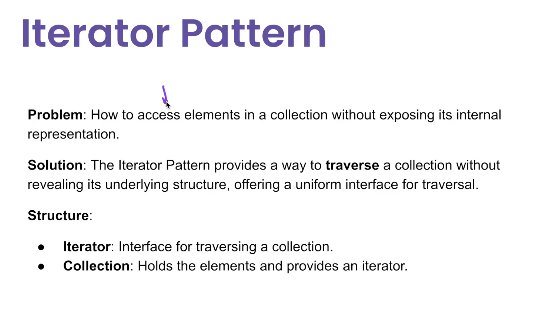 Iterator Pattern
Problem: How to access elements in a collection without exposing its internal
representation.
Solution: The Iterator Pattern provides a way to traverse a collection without
revealing its underlying structure, offering a uniform interface for traversal.
Structure:
● Iterator: Interface for traversing a collection.
● Collection: Holds the elements and provides an iterator.